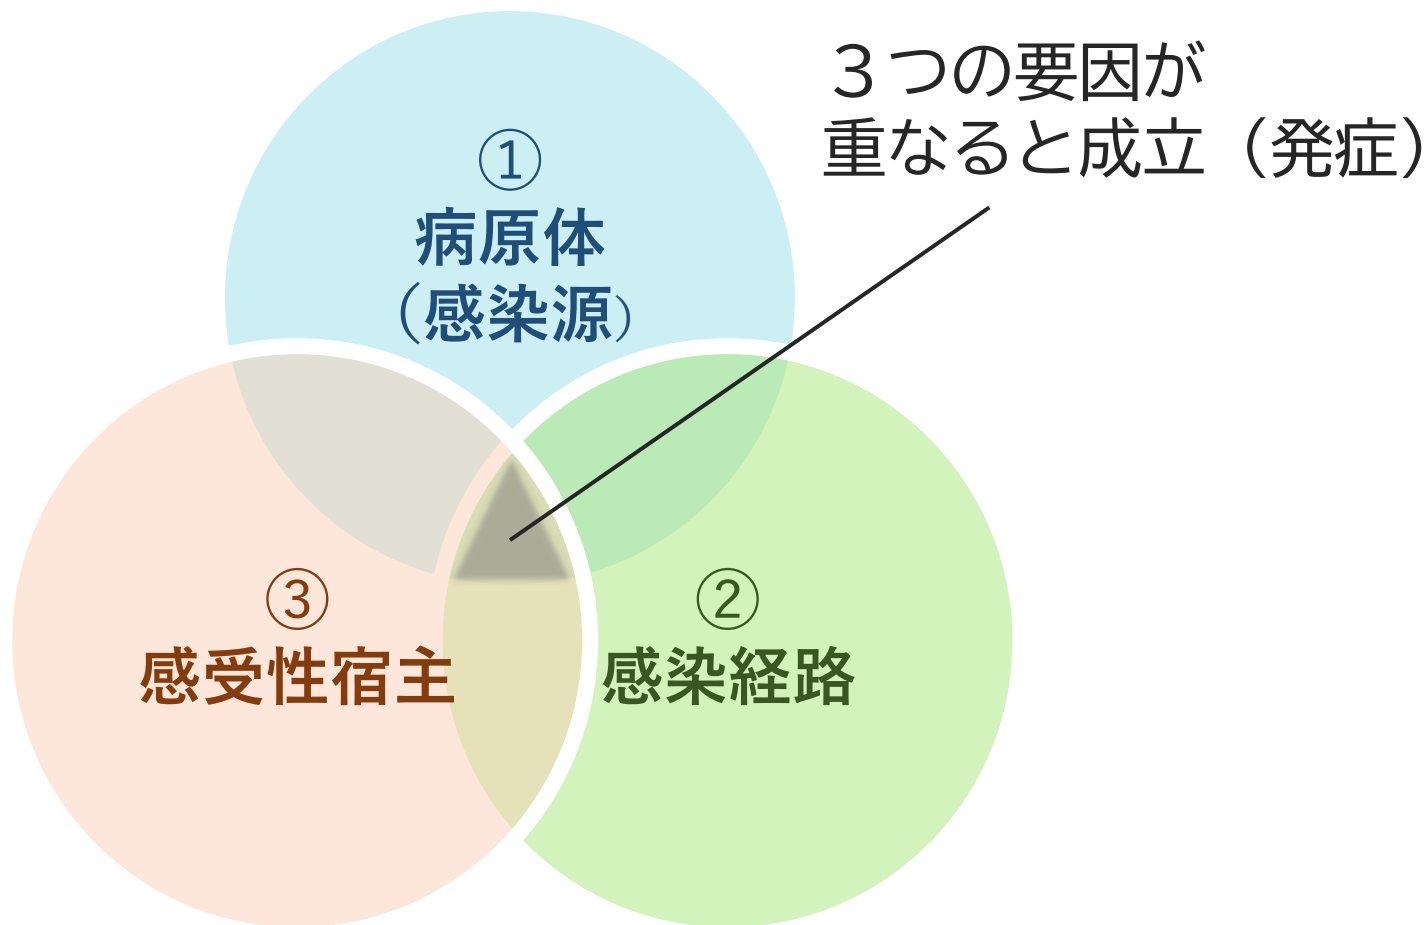 ３つの要因が
重なると成立（発症）
①
病原体
（感染源）
③
感受性宿主
②
感染経路